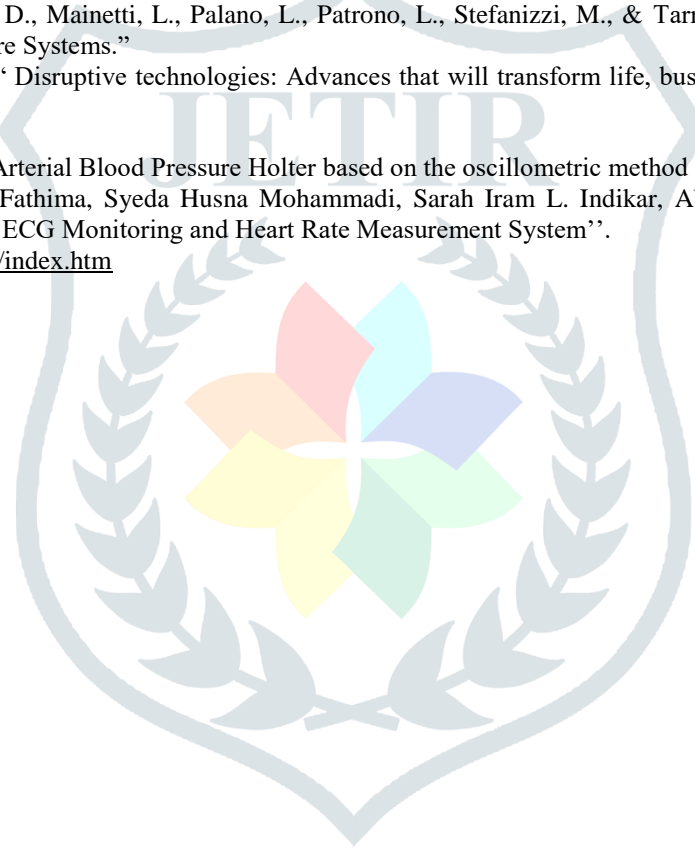 D., Mainetti, L., Palano, L., Patrono, L., Stefanizzi, M., & Tarr
re Systems.”
‘ Disruptive technologies: Advances that will transform life, bus
JETIR
Arterial Blood Pressure Holter based on the oscillometric method
Fathima, Syeda Husna Mohammadi, Sarah Iram L. Indikar, A
ECG Monitoring and Heart Rate Measurement System’’.
/index.htm